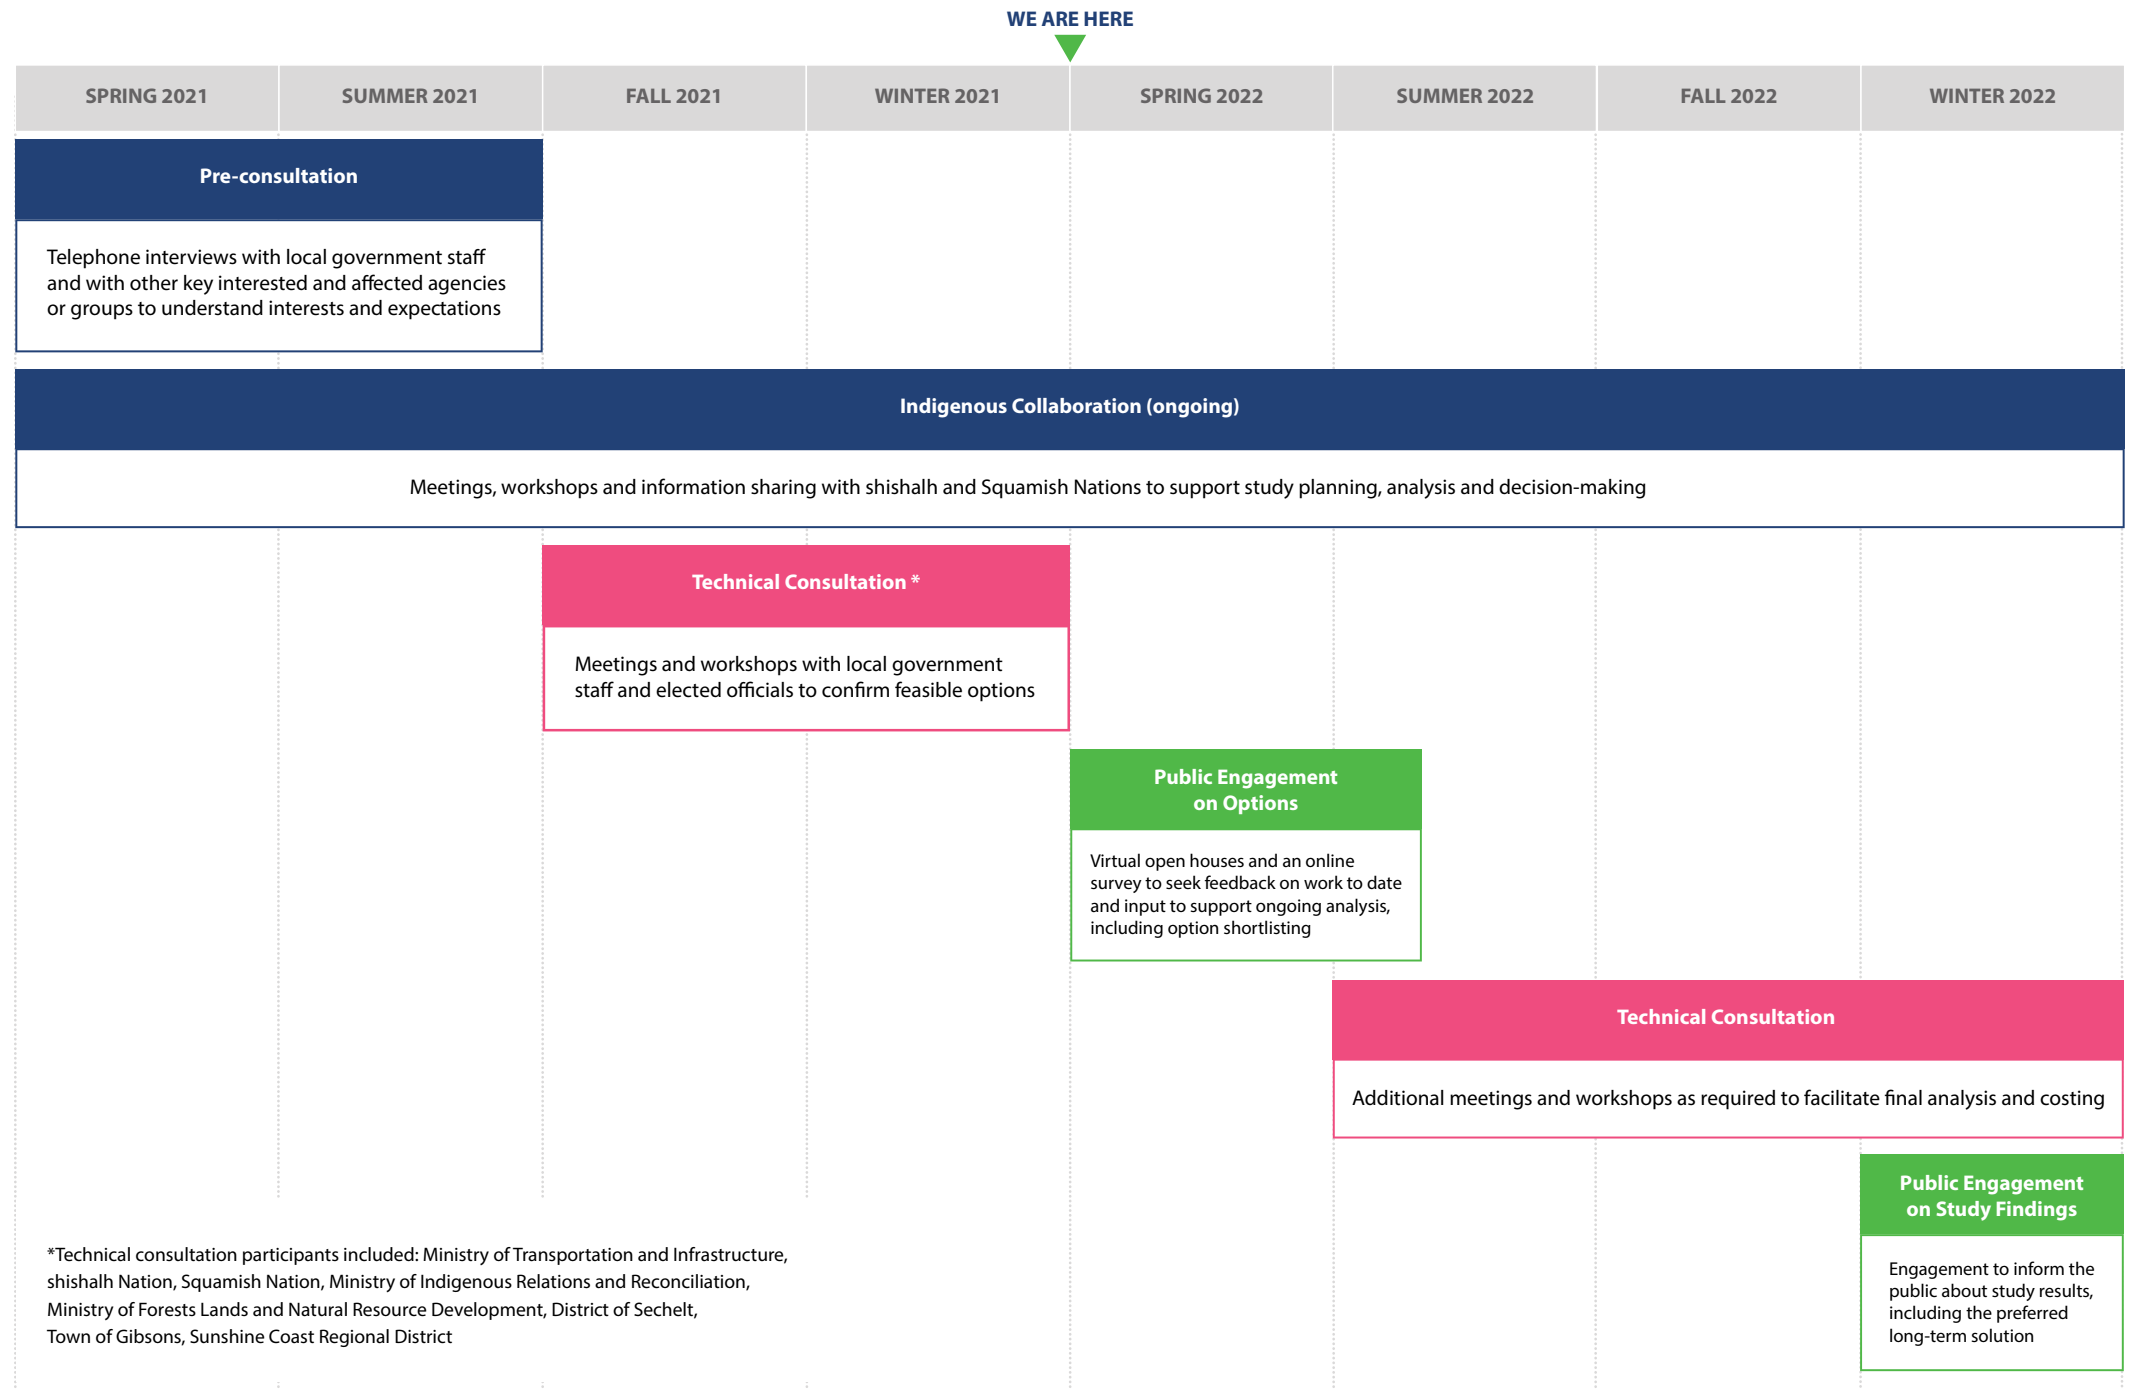 WE ARE HERE
SPRING 2021
SUMMER 2021
FALL 2021
WINTER 2021
SPRING 2022
SUMMER 2022
FALL 2022
WINTER 2022
Pre-consultation
Telephone interviews with local government staff
and with other key interested and affected agencies
or groups to understand interests and expectations
Indigenous Collaboration (ongoing)
Meetings, workshops and information sharing with shishalh and Squamish Nations to support study planning, analysis and decision-making
Technical Consultation *
Meetings and workshops with local government
staff and elected officials to confirm feasible options
Public Engagement
on Options
Virtual open houses and an online
survey to seek feedback on work to date
and input to support ongoing analysis,
including option shortlisting
Technical Consultation
Additional meetings and workshops as required to facilitate final analysis and costing
Public Engagement
on Study Findings
Engagement to inform the
public about study results,
including the preferred
long-term solution
*Technical consultation participants included: Ministry of Transportation and Infrastructure,
shishalh Nation, Squamish Nation, Ministry of Indigenous Relations and Reconciliation,
Ministry of Forests Lands and Natural Resource Development, District of Sechelt,
Town of Gibsons, Sunshine Coast Regional District